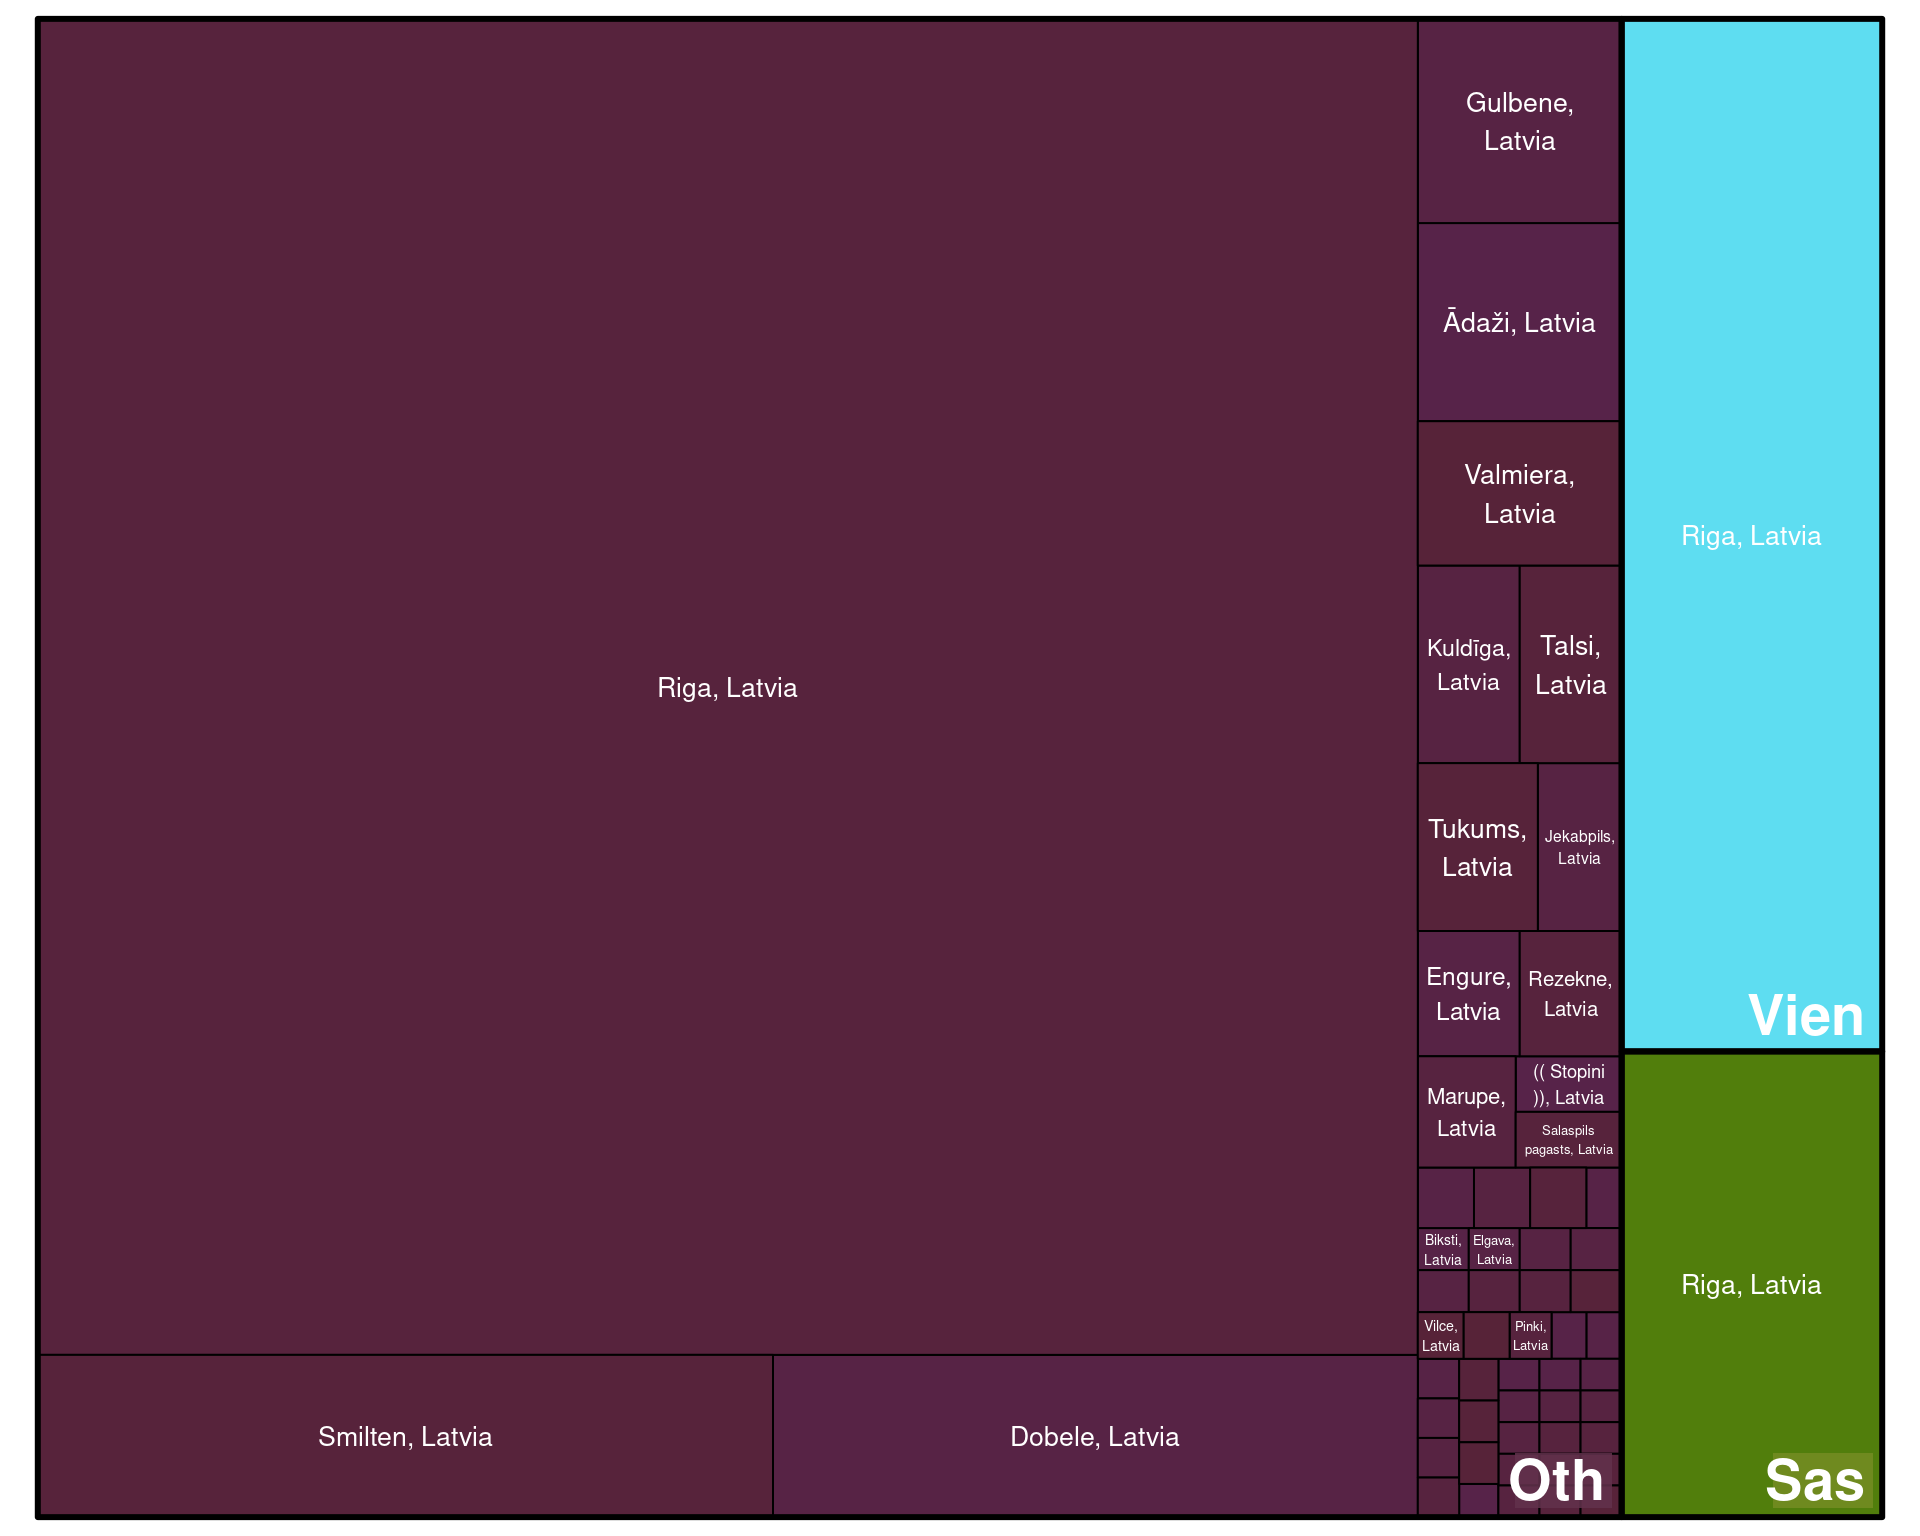 Riga, Latvia
Smilten, Latvia
Dobele, Latvia
Gulbene,
Latvia
Ādaži, Latvia
Valmiera,
Latvia
Kuldīga,
Latvia
Talsi,
Latvia
Tukums,
Latvia
Jekabpils,
Latvia
Engure,
Latvia
Rezekne,
Latvia
Marupe,
Latvia
(( Stopini
)), Latvia
Salaspils
pagasts, Latvia
Biksti,
Latvia
Elgava,
Latvia
Vilce,
Latvia
Pinki,
Latvia
Oth
Riga, Latvia
Vien
Riga, Latvia
Sas